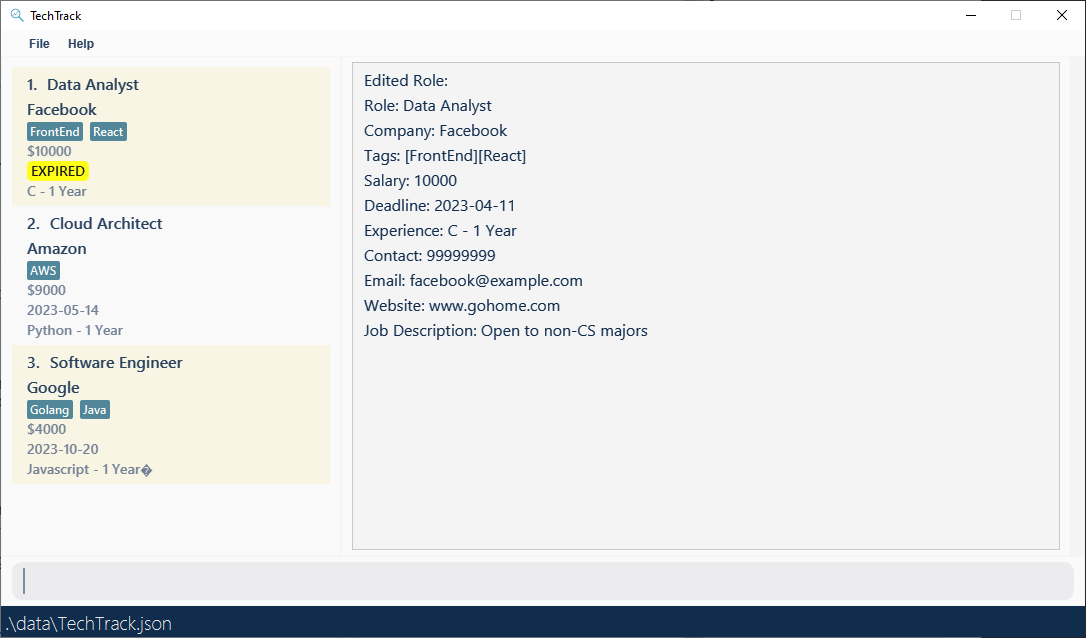 TechTrack
File Help
1. Data Analyst
Facebook
FrontEnd React
$10000
EXPIRED
C - 1 Year
2. Cloud Architect
Amazon
AWS
$9000
2023-05-14
Python - 1 Year
3. Software Engineer
Google
Golang Java
$4000
2023-10-20
Javascript - 1 Year�
Edited Role:
Role: Data Analyst
Company: Facebook
Tags: [FrontEnd][React]
Salary: 10000
Deadline: 2023-04-11
Experience: C - 1 Year
Contact: 99999999
Email: facebook@example.com
Website: www.gohome.com
Job Description: Open to non-CS majors
.\data\TechTrack.json